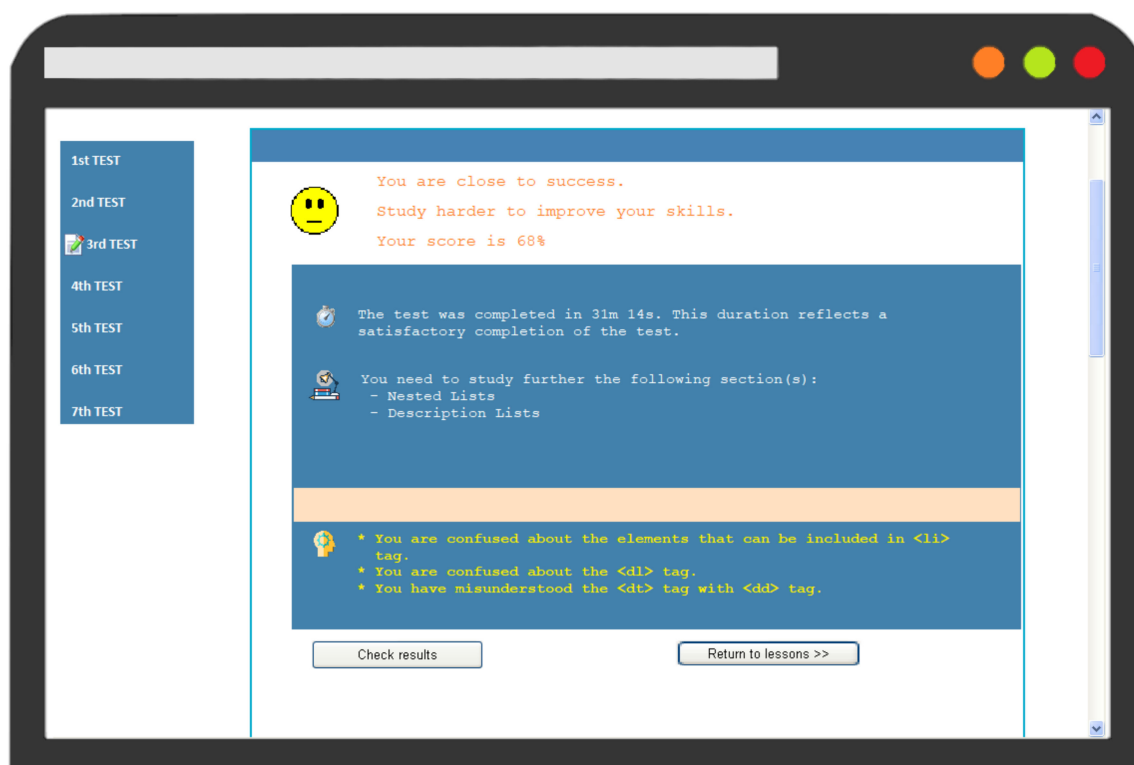 1st TEST
2nd TEST
3rd TEST
4th TEST
5th TEST
6th TEST
7th TEST
You are close to success.
Study harder to improve your skills.
Your score is 68%
The test was completed in 31m 14s. This duration reflects a
satisfactory completion of the test.
You need to study further the following section(s):
- Nested Lists
- Description Lists
* You are confused about the elements that can be included in <li>
tag.
* You are confused about the <dl> tag.
* You have misunderstood the <dt> tag with <dd> tag.
Check results
Return to lessons >>